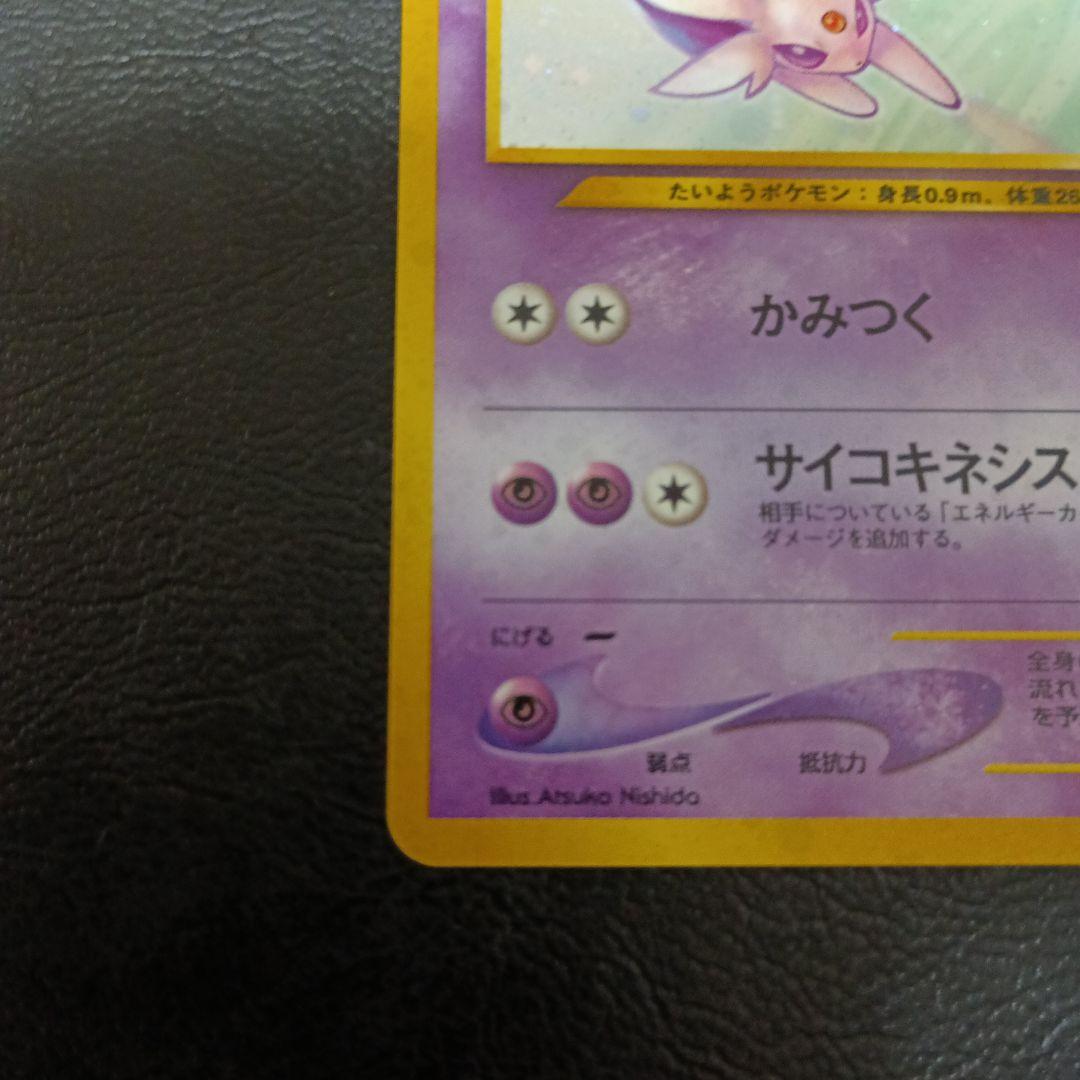 たいようポケモン：身長0.9m。体重26
かみつく
サイコキネシス
相手についている「エネルギーカ
ダメージを追加する。
にげる ー
全身
流れ
を予
弱点 抵抗力
Illus. Atsuko Nishida